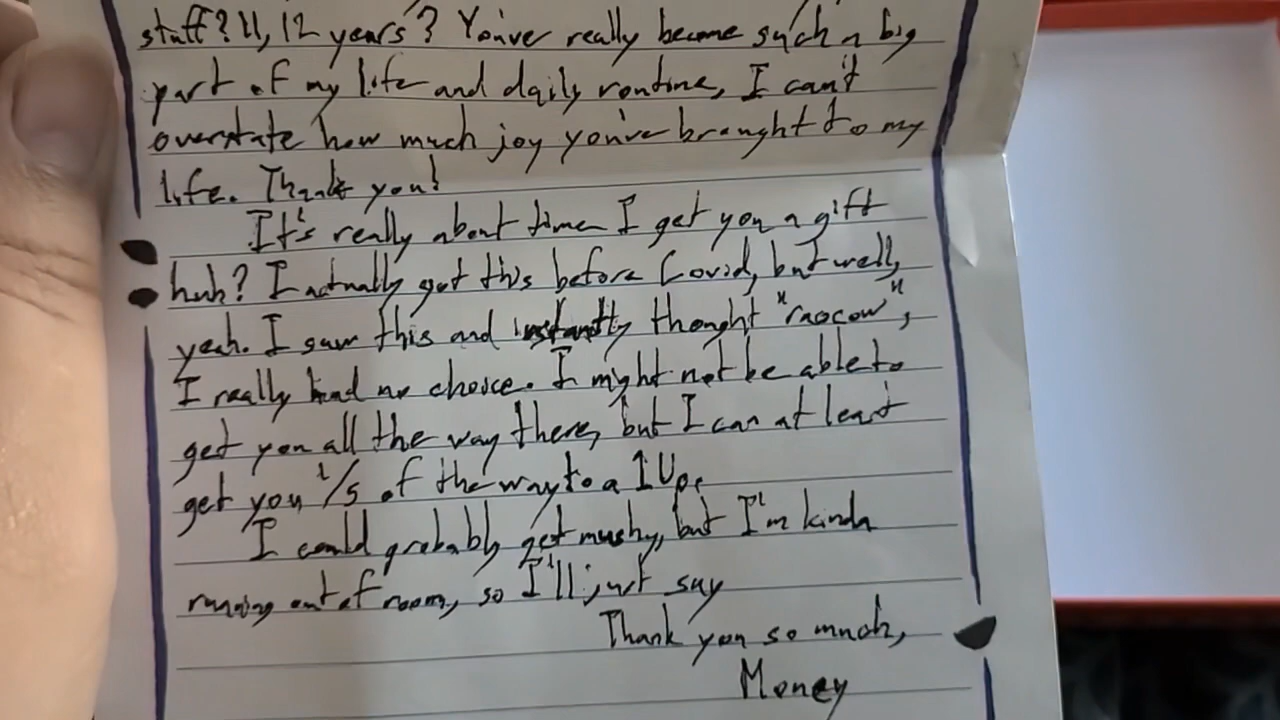 stuff? 11, 12 years? You've really become such a big
part of my life and daily routine, I can't
overstate how much joy you've brought to my
life. Thank you!
It's really about time I get you a gift
huh? I actually got this before Covid, but well,
yeah. I saw this and instantly thought "raocow",
I really had no choice. I might not be able to
get you all the way there, but I can at least
get you 1/5 of the way to a 1Up.
I could probably get mushy, but I'm kinda
running out of room, so I'll just say
Thank you so much,
Money